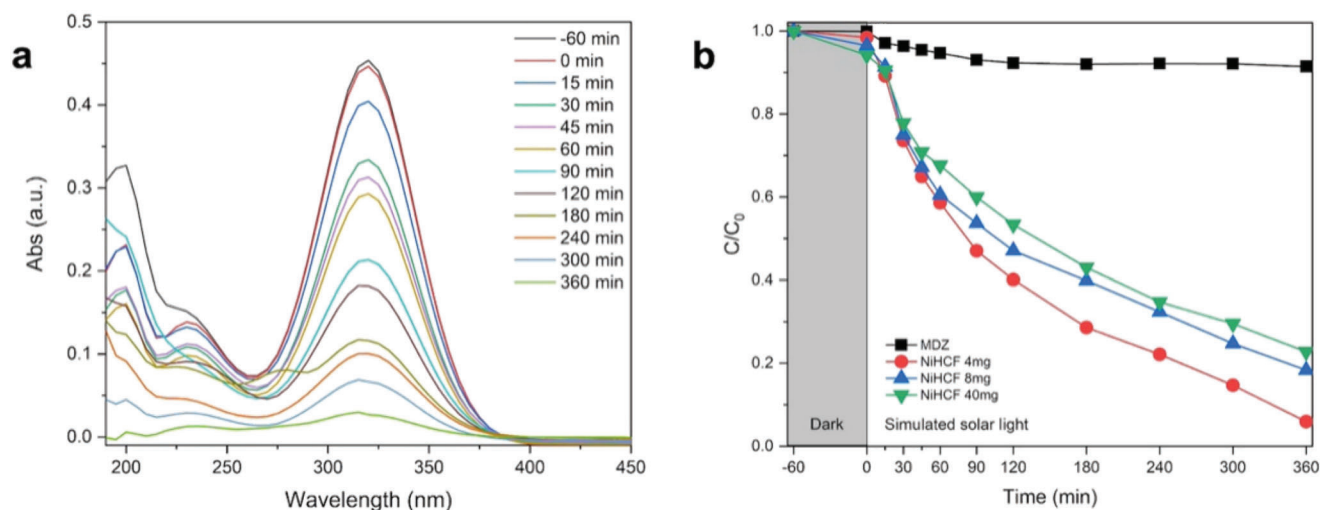 a
0.5
0.4
0.3
0.2
0.1
0.0
Abs (a.u.)
200
250
300
350
400
450
Wavelength (nm)
-60 min
0 min
15 min
30 min
45 min
60 min
90 min
120 min
180 min
240 min
300 min
360 min
b
1.0
0.8
0.6
0.4
0.2
0.0
C/C₀
MDZ
NiHCF 4mg
NiHCF 8mg
NiHCF 40mg
Dark
Simulated solar light
-60
0
30
60
90
120
180
240
300
360
Time (min)